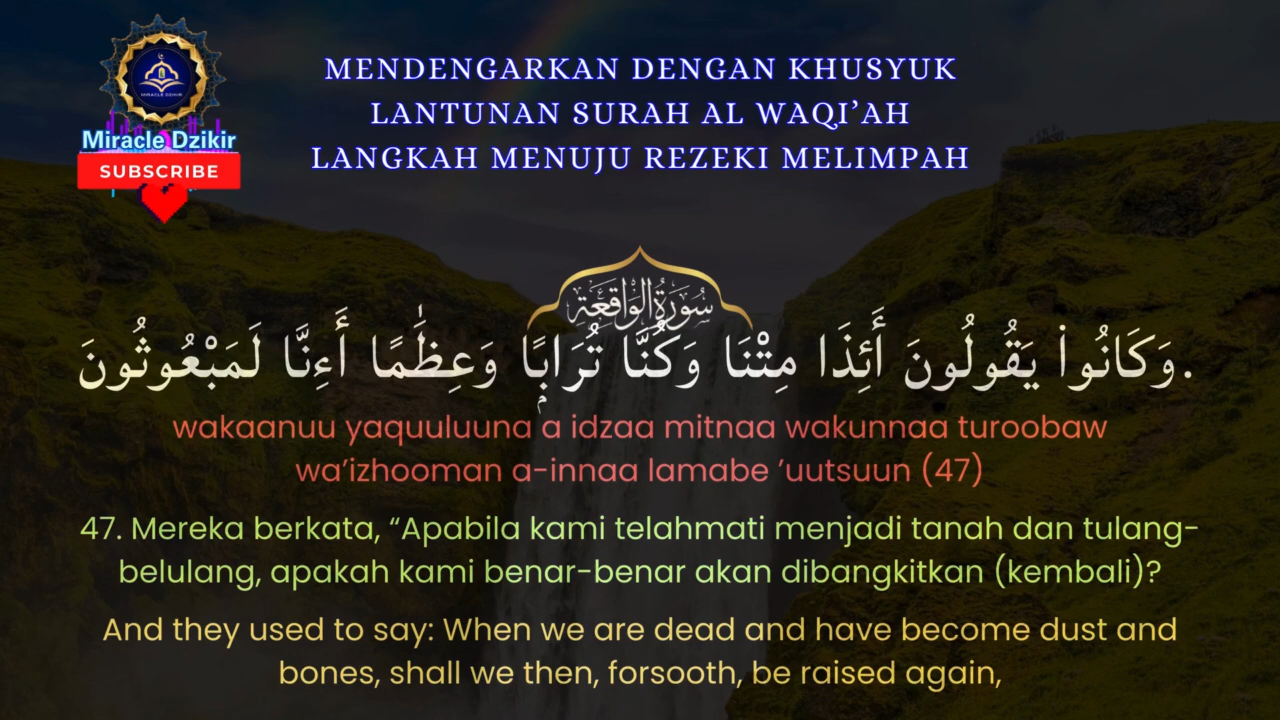 MIRACLE DZIKIR
Miracle Dzikir
SUBSCRIBE
MENDENGARKAN DENGAN KHUSYUK
LANTUNAN SURAH AL WAQI’AH
LANGKAH MENUJU REZEKI MELIMPAH
سُورَةُ الْوَاقِعَةِ
وَكَانُوا۟ يَقُولُونَ أَئِذَا مِتْنَا وَكُنَّا تُرَابًۭا وَعِظَٰمًا أَءِنَّا لَمَبْعُوثُونَ.
wakaanuu yaquuluuna a idzaa mitnaa wakunnaa turoobaw
wa’izhooman a-innaa lamabe ’uutsuun (47)
47. Mereka berkata, “Apabila kami telahmati menjadi tanah dan tulang-
belulang, apakah kami benar-benar akan dibangkitkan (kembali)?
And they used to say: When we are dead and have become dust and
bones, shall we then, forsooth, be raised again,